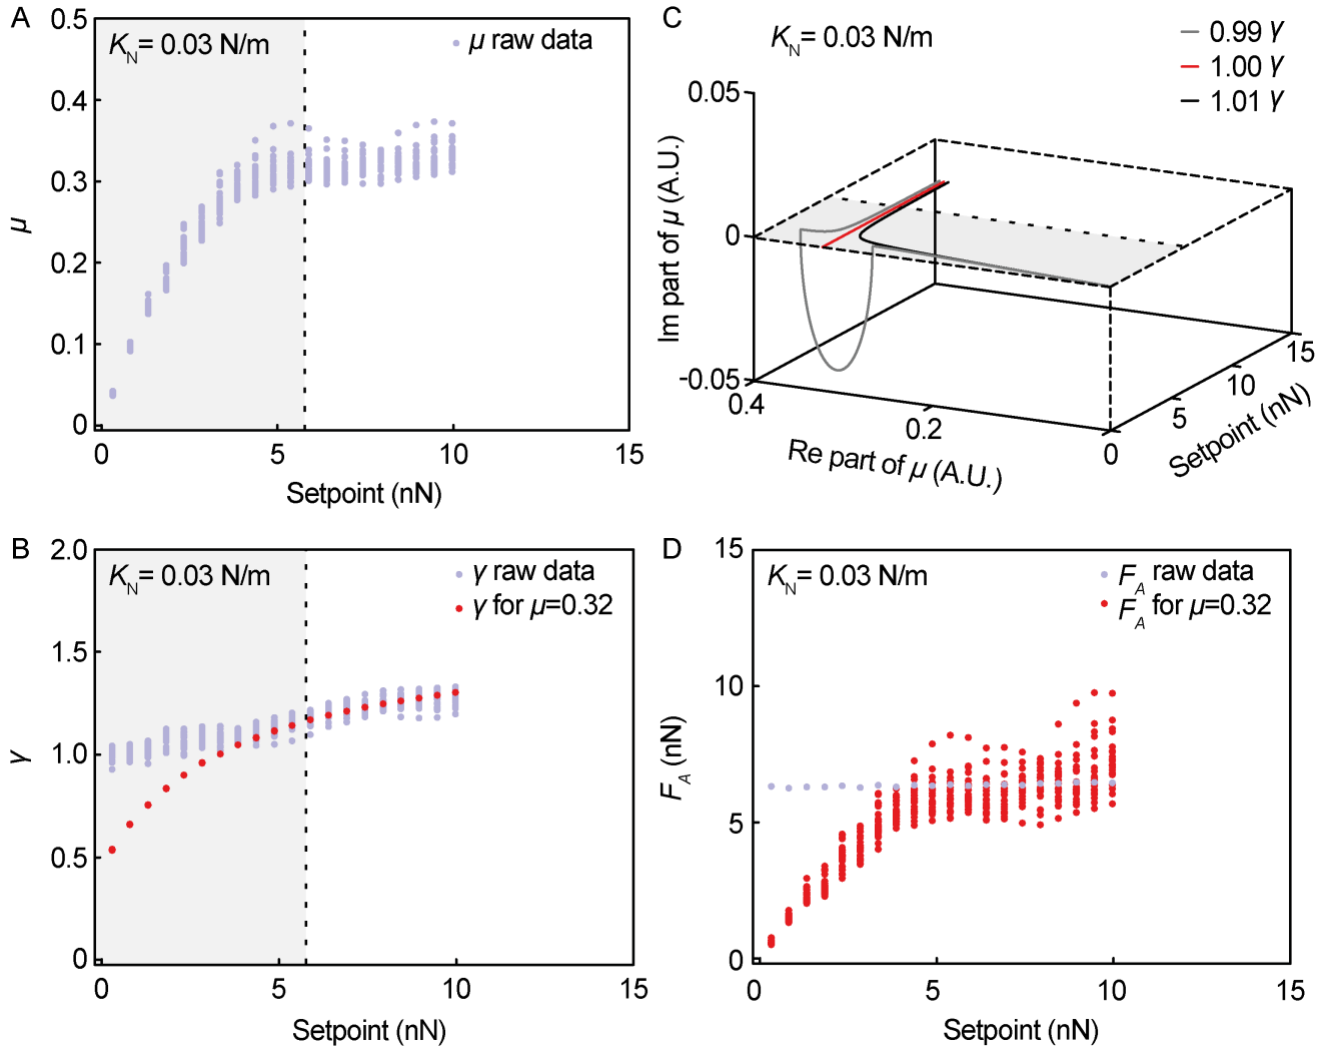 A
K_N = 0.03 N/m
μ raw data
0.5
0.4
0.3
0.2
0.1
0
μ
0
5
10
15
Setpoint (nN)
C
K_N = 0.03 N/m
0.99 γ
1.00 γ
1.01 γ
0.05
0
-0.05
Im part of μ (A.U.)
0.4
0.2
0
Re part of μ (A.U.)
5
10
15
Setpoint (nN)
B
K_N = 0.03 N/m
γ raw data
γ for μ=0.32
2.0
1.5
1.0
0.5
0
γ
0
5
10
15
Setpoint (nN)
D
K_N = 0.03 N/m
F_A raw data
F_A for μ=0.32
15
10
5
0
F_A (nN)
0
5
10
15
Setpoint (nN)